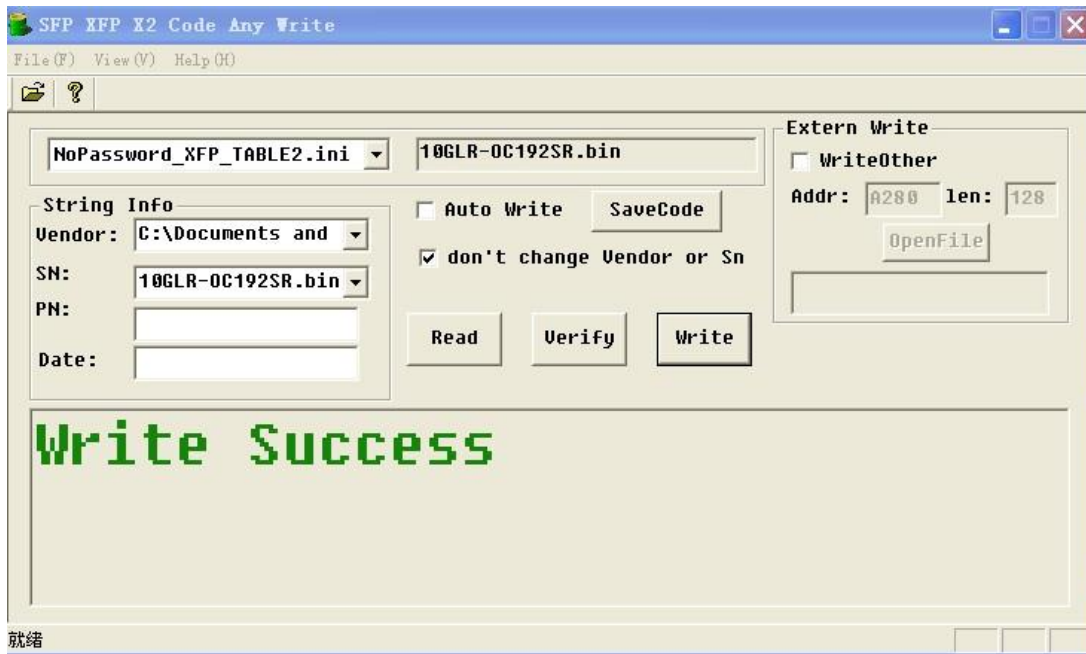 SFP XFP X2 Code Any Write
File(F) View(V) Help(H)
NoPassword_XFP_TABLE2.ini
10GLR-OC192SR.bin
Extern Write
WriteOther
Addr: A280 len: 128
OpenFile
String Info
Vendor: C:\Documents and
SN: 10GLR-OC192SR.bin
PN:
Date:
Auto Write SaveCode
don't change Vendor or Sn
Read Verify Write
Write Success
就绪